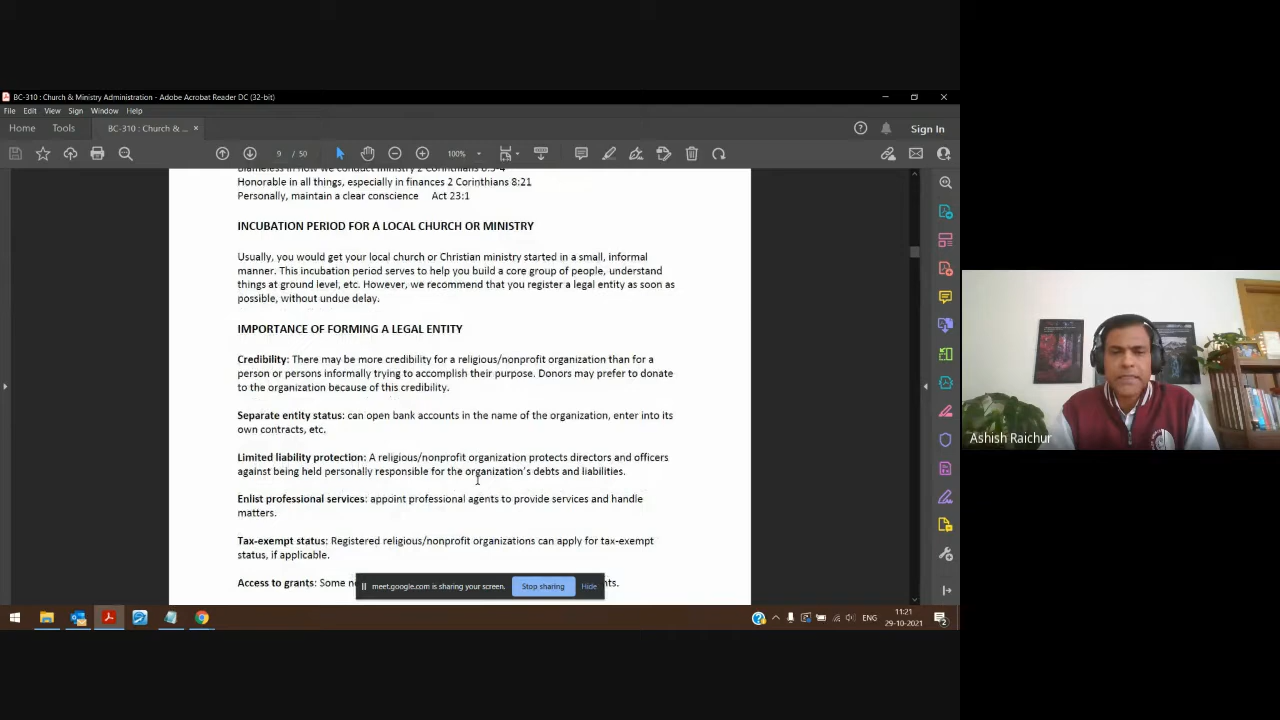 BC-310 : Church & Ministry Administration - Adobe Acrobat Reader DC (32-bit)
File Edit View Sign Window Help
Home Tools BC-310 : Church & ... × Sign In
9 / 50 100%
Blameless in how we conduct ministry 2 Corinthians
Honorable in all things, especially in finances 2 Corinthians 8:21
Personally, maintain a clear conscience Act 23:1
INCUBATION PERIOD FOR A LOCAL CHURCH OR MINISTRY
Usually, you would get your local church or Christian ministry started in a small, informal
manner. This incubation period serves to help you build a core group of people, understand
things at ground level, etc. However, we recommend that you register a legal entity as soon as
possible, without undue delay.
IMPORTANCE OF FORMING A LEGAL ENTITY
Credibility: There may be more credibility for a religious/nonprofit organization than for a
person or persons informally trying to accomplish their purpose. Donors may prefer to donate
to the organization because of this credibility.
Separate entity status: can open bank accounts in the name of the organization, enter into its
own contracts, etc.
Limited liability protection: A religious/nonprofit organization protects directors and officers
against being held personally responsible for the organization's debts and liabilities.
Enlist professional services: appoint professional agents to provide services and handle
matters.
Tax-exempt status: Registered religious/nonprofit organizations can apply for tax-exempt
status, if applicable.
Access to grants: Some
meet.google.com is sharing your screen. Stop sharing Hide
Ashish Raichur
ENG
11:21
29-10-2021